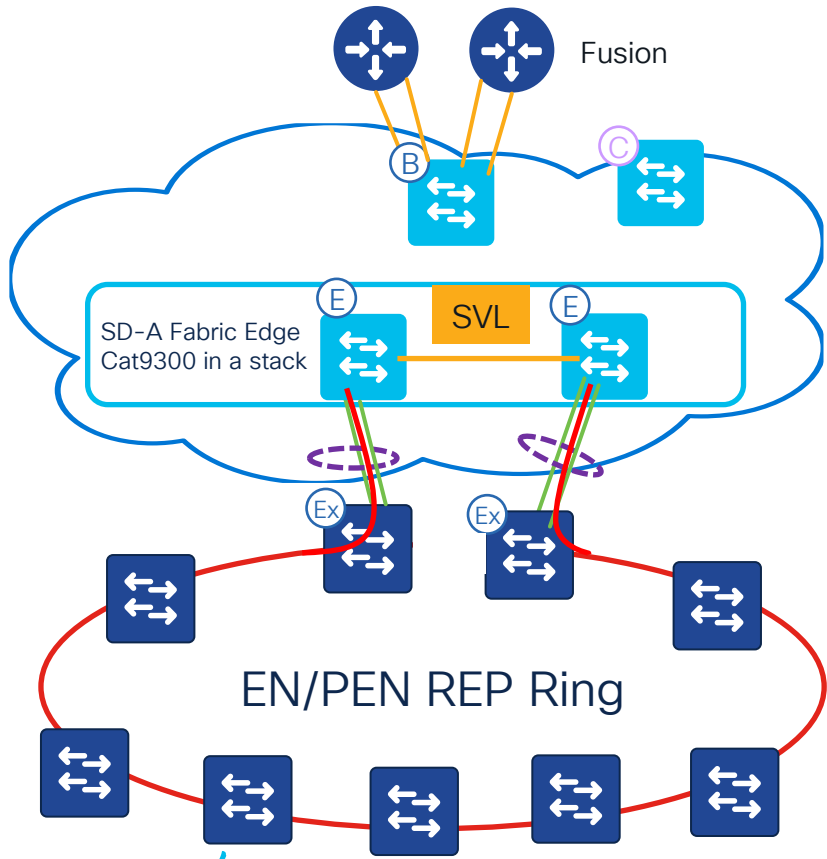 Fusion
B
C
E
SVL
E
SD-A Fabric Edge
Cat9300 in a stack
Ex
Ex
EN/PEN REP Ring